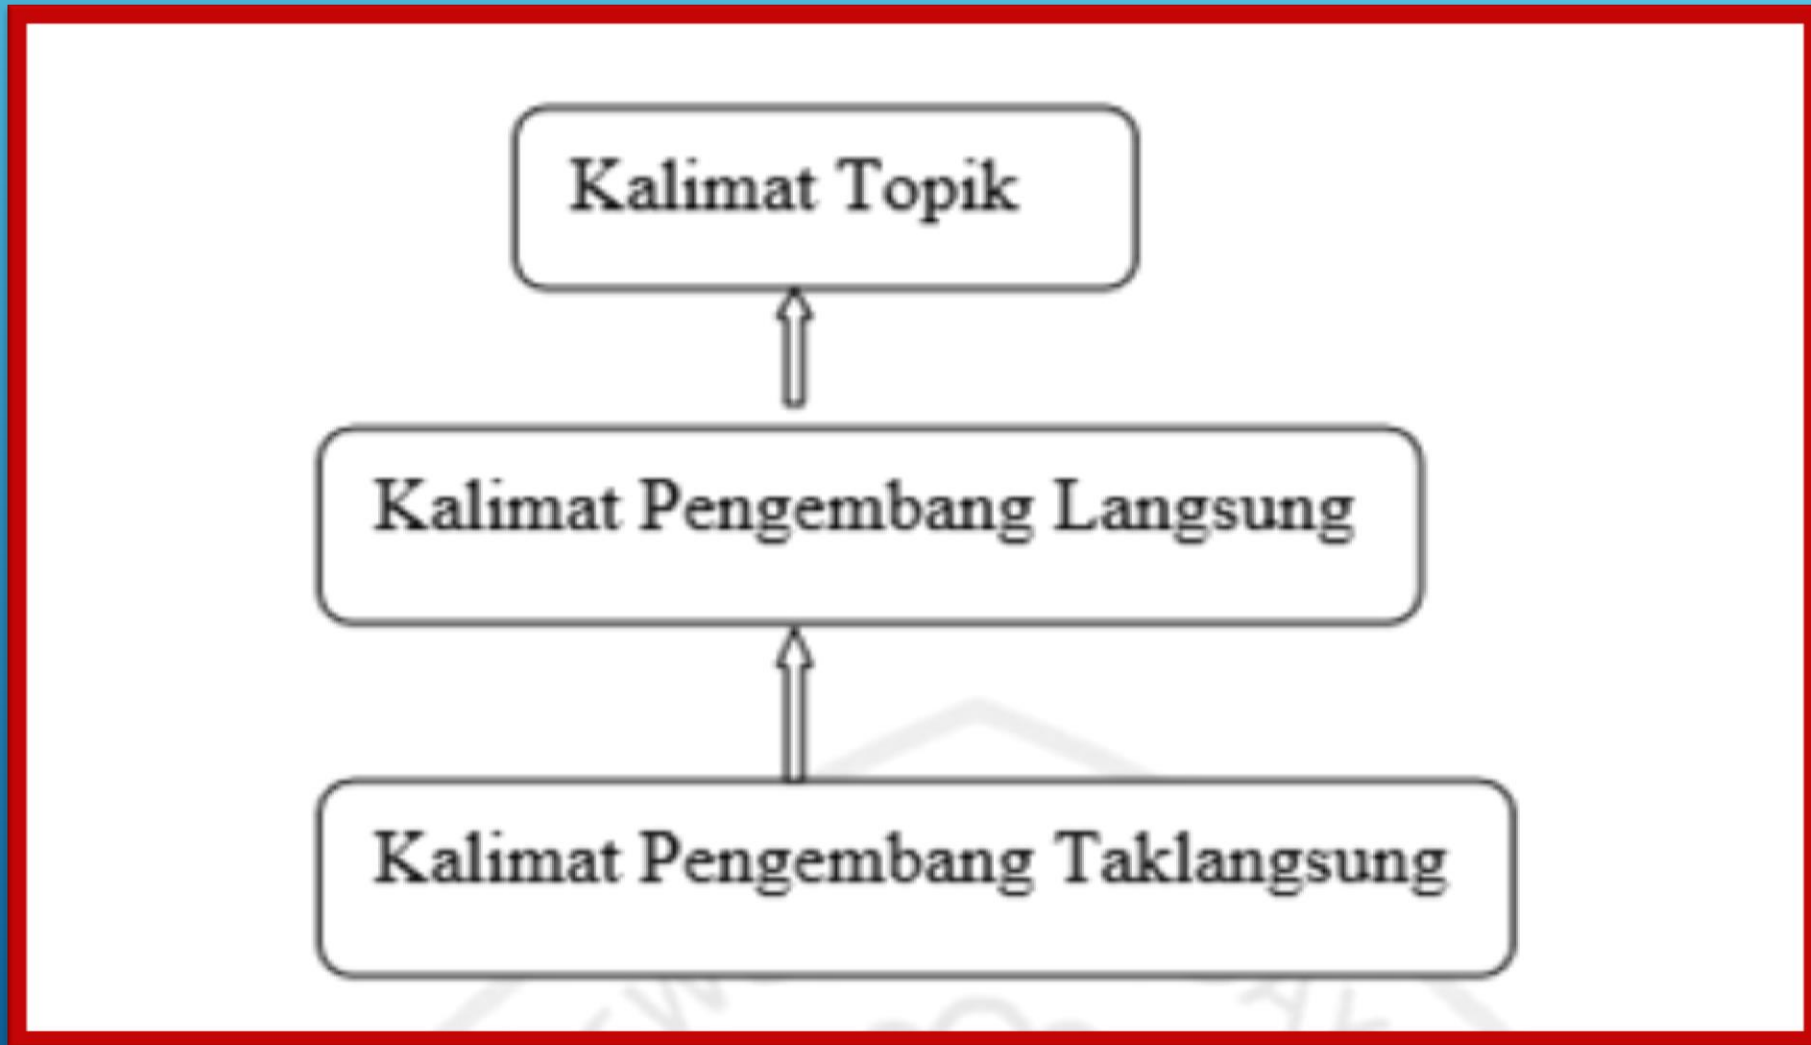 Kalimat Topik
Kalimat Pengembang Langsung
Kalimat Pengembang Taklangsung